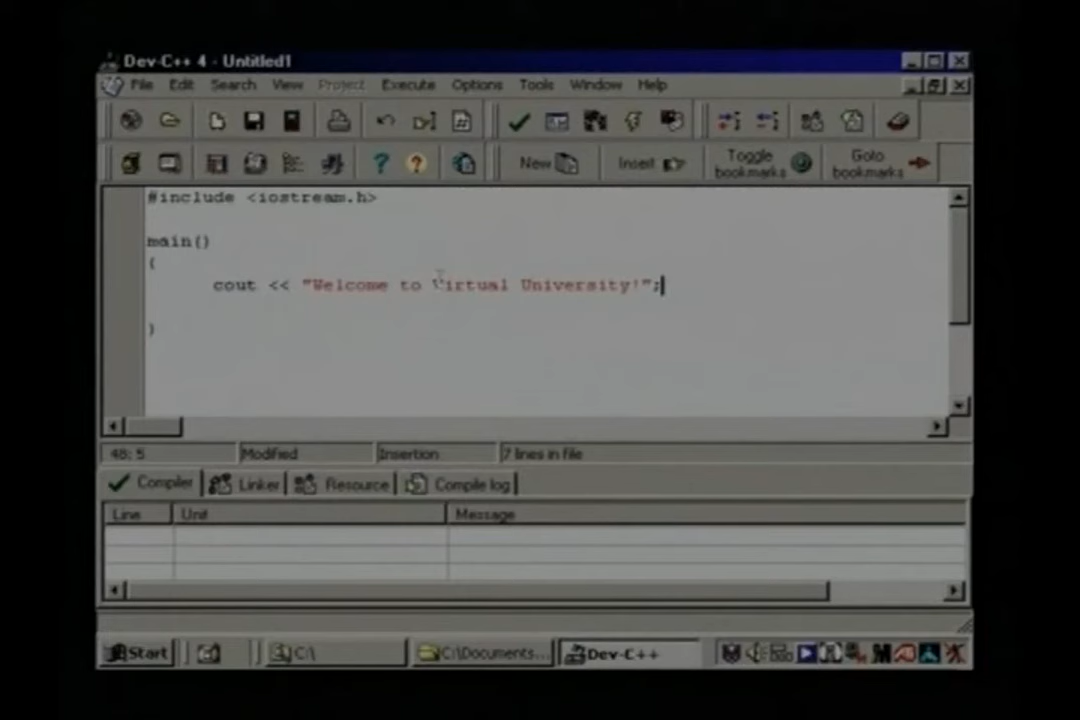 Dev-C++ 4 - Untitled1
File Edit Search View Project Execute Options Tools Window Help
New Insert Toggle bookmarks Goto bookmarks
#include <iostream.h>
main()
{
cout << "Welcome to Virtual University!";
}
48: 5 Modified Insertion 7 lines in file
Compiler Linker Resource Compile log
Line Unit Message
Start C:\ C:\Documents... Dev-C++